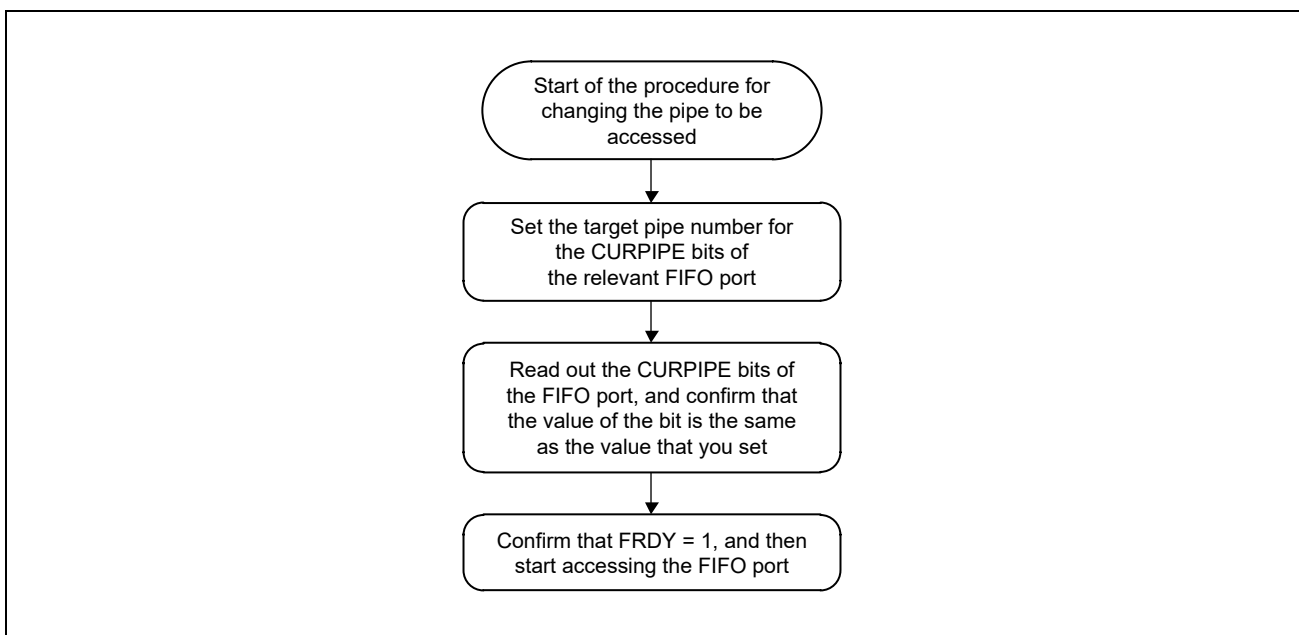 Start of the procedure for
changing the pipe to be
accessed
Set the target pipe number for
the CURPIPE bits of
the relevant FIFO port
Read out the CURPIPE bits of
the FIFO port, and confirm that
the value of the bit is the same
as the value that you set
Confirm that FRDY = 1, and then
start accessing the FIFO port